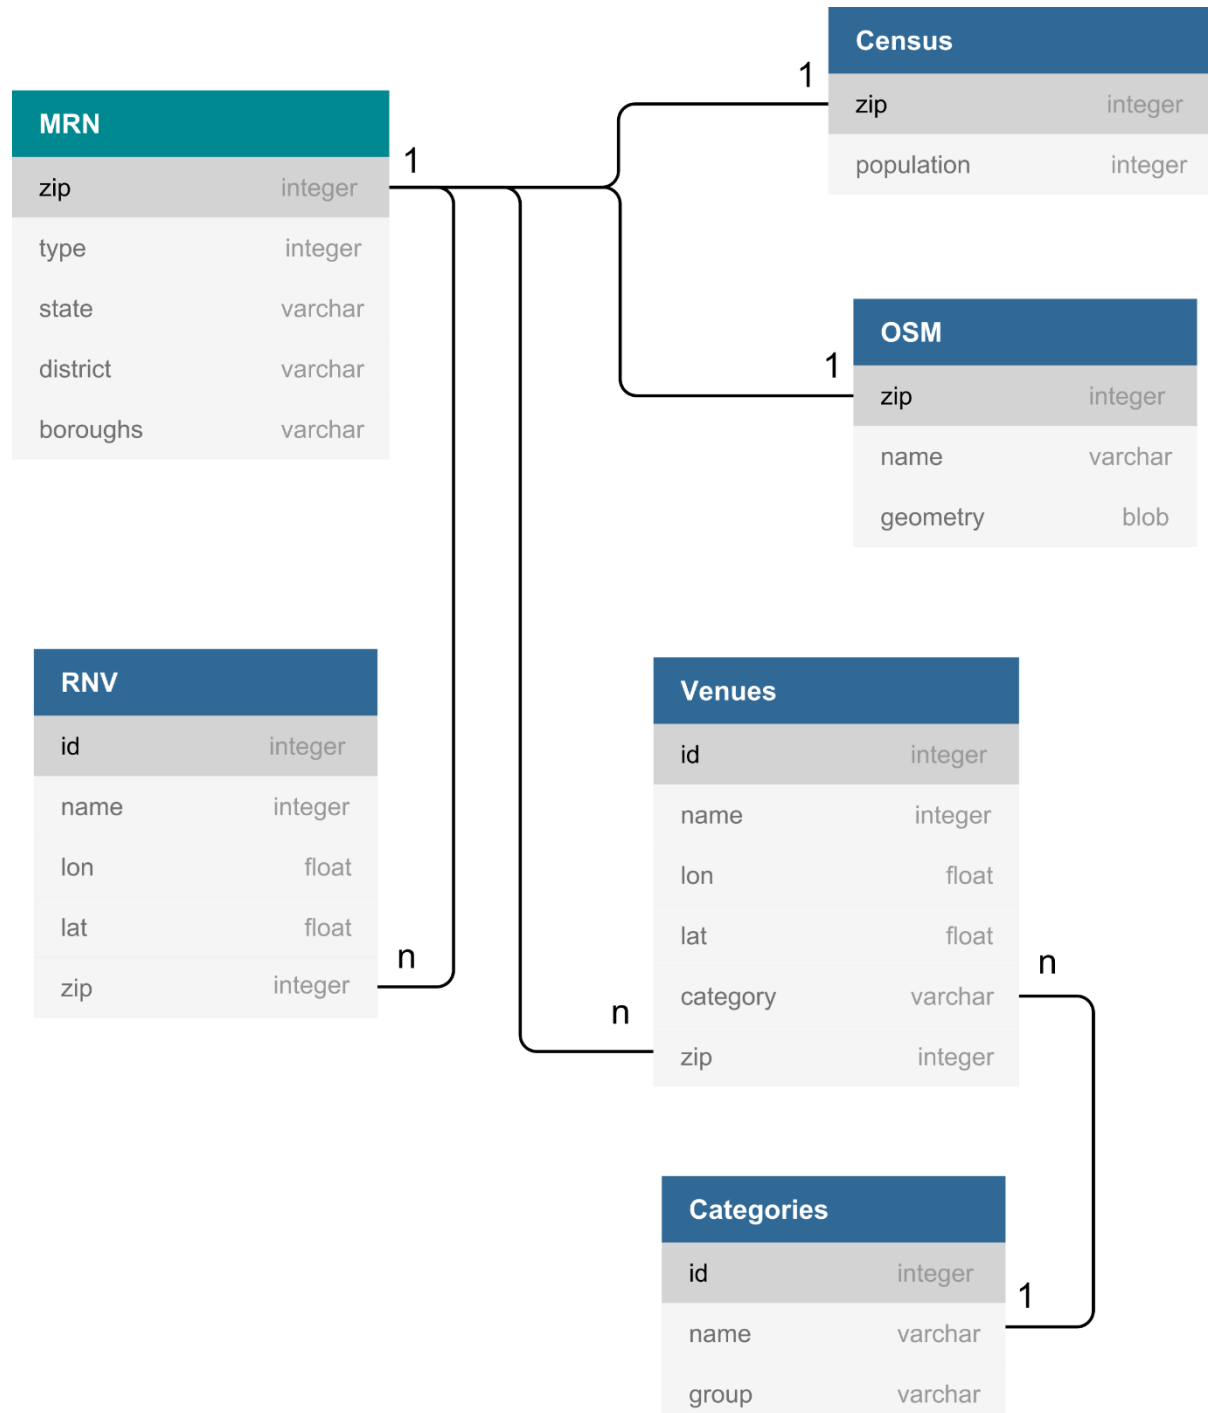 MRN
zip integer
type integer
state varchar
district varchar
boroughs varchar
1
1
Census
zip integer
population integer
1
OSM
zip integer
name varchar
geometry blob
RNV
id integer
name integer
lon float
lat float
zip integer
n
n
Venues
id integer
name integer
lon float
lat float
category varchar
zip integer
n
Categories
id integer
name varchar
group varchar
1